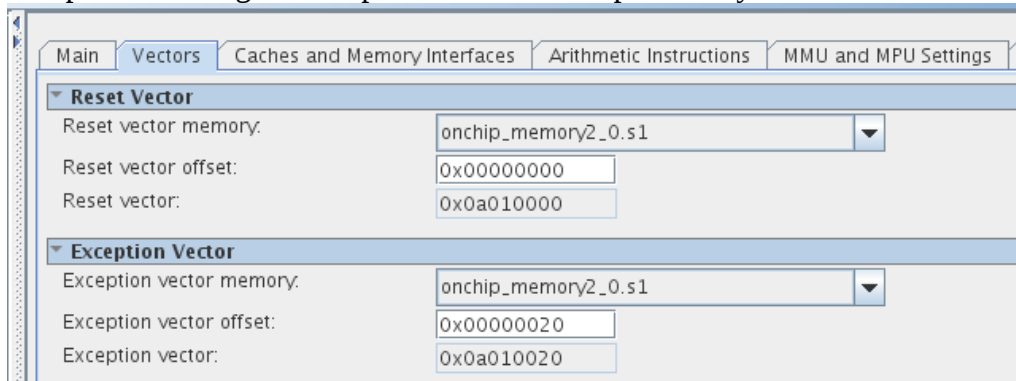 Main Vectors Caches and Memory Interfaces Arithmetic Instructions MMU and MPU Settings
Reset Vector
Reset vector memory: onchip_memory2_0.s1
Reset vector offset: 0x00000000
Reset vector: 0x0a010000
Exception Vector
Exception vector memory: onchip_memory2_0.s1
Exception vector offset: 0x00000020
Exception vector: 0x0a010020